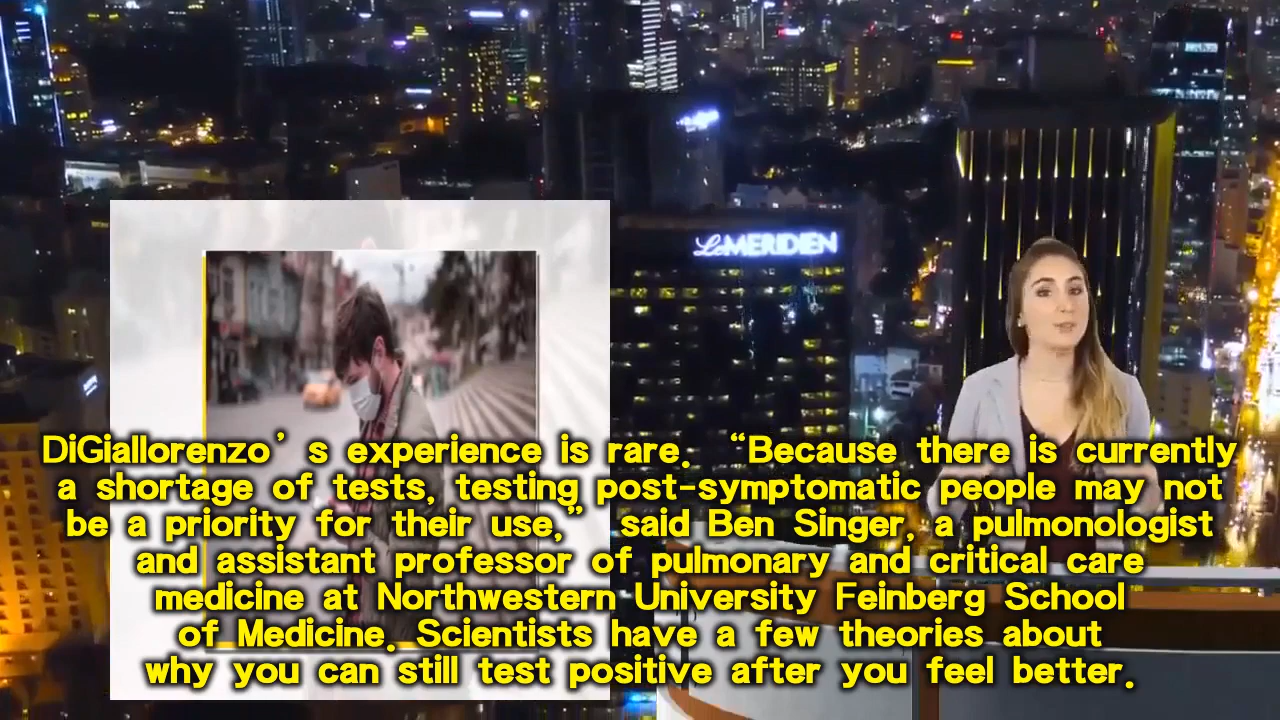 LeMERIDIEN
DiGiallorenzo’s experience is rare. “Because there is currently
a shortage of tests, testing post-symptomatic people may not
be a priority for their use,” said Ben Singer, a pulmonologist
and assistant professor of pulmonary and critical care
medicine at Northwestern University Feinberg School
of Medicine. Scientists have a few theories about
why you can still test positive after you feel better.